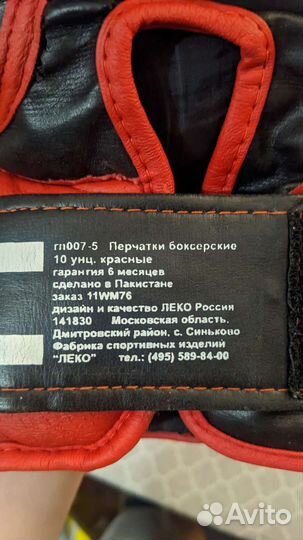 гп007-5 Перчатки боксерские
10 унц. красные
гарантия 6 месяцев
сделано в Пакистане
заказ 11WM76
дизайн и качество ЛЕКО Россия
141830 Московская область.
Дмитровский район. с. Синьково
Фабрика спортивных изделий
"ЛЕКО" тел.: (495) 589-84-00
Avito